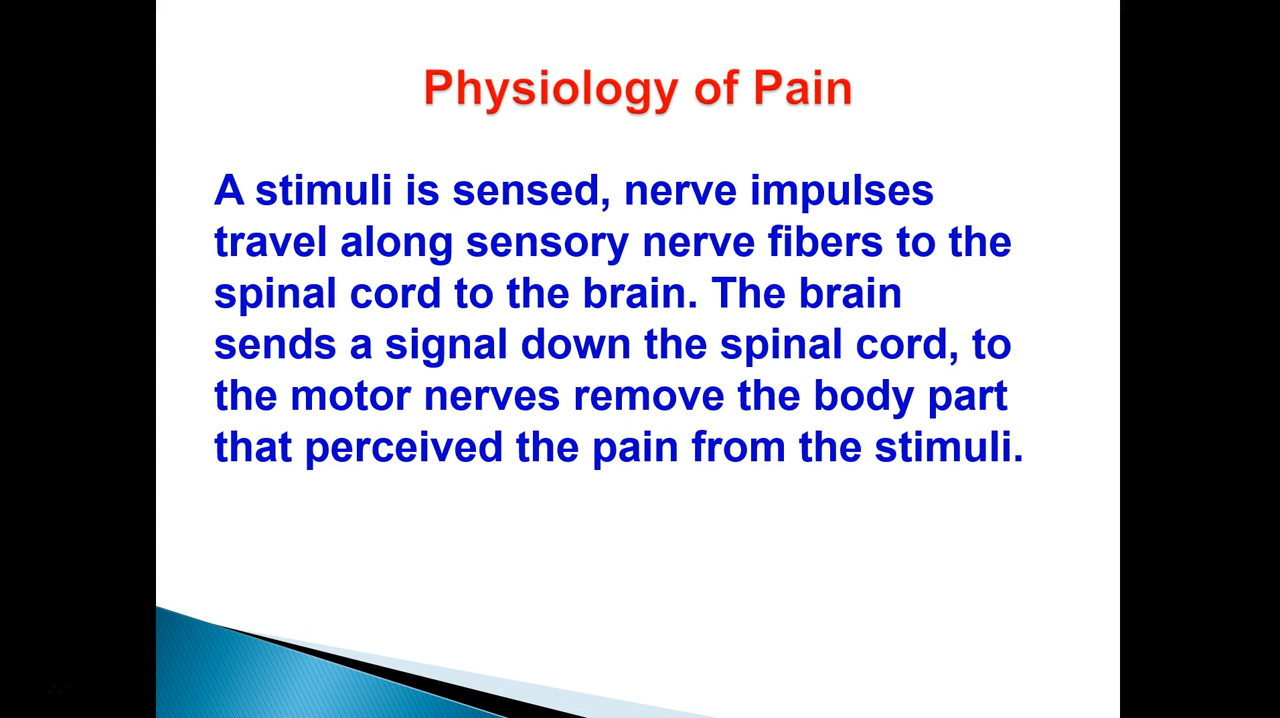 Physiology of Pain
A stimuli is sensed, nerve impulses
travel along sensory nerve fibers to the
spinal cord to the brain. The brain
sends a signal down the spinal cord, to
the motor nerves remove the body part
that perceived the pain from the stimuli.